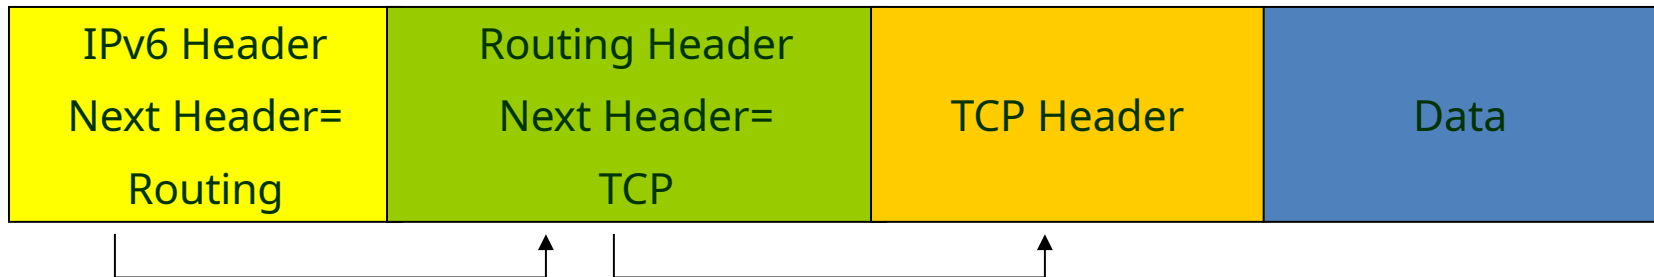 IPv6 Header
Next Header=
Routing
Routing Header
Next Header=
TCP
TCP Header
Data